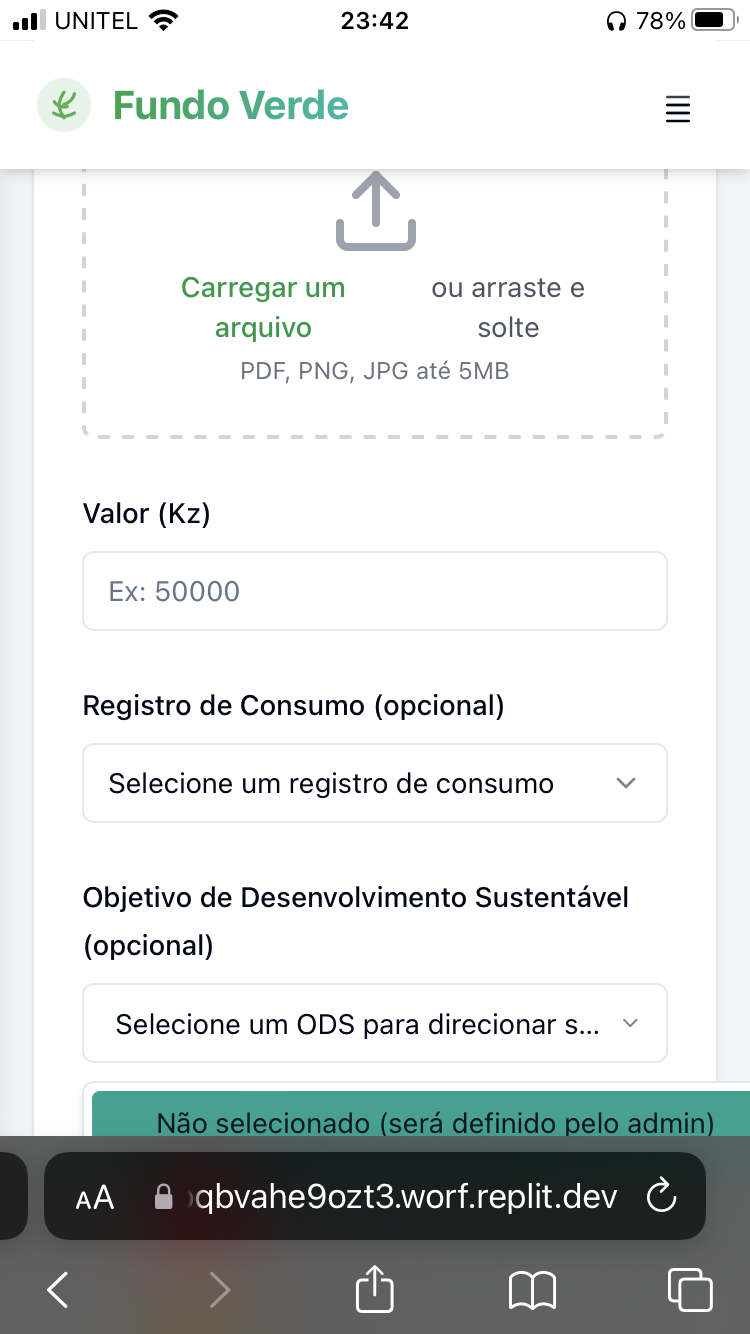 UNITEL
23:42
78%
Fundo Verde
Carregar um
arquivo
ou arraste e
solte
PDF, PNG, JPG até 5MB
Valor (Kz)
Ex: 50000
Registro de Consumo (opcional)
Selecione um registro de consumo
Objetivo de Desenvolvimento Sustentável
(opcional)
Selecione um ODS para direcionar s...
Não selecionado (será definido pelo admin)
AA
qbvahe9ozt3.worf.replit.dev